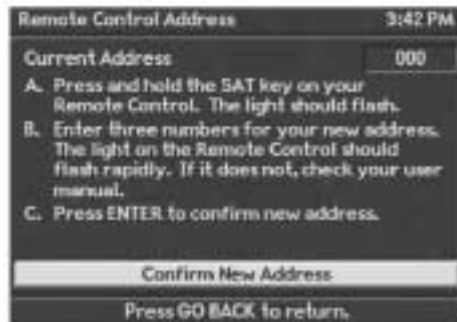 Remote Control Address 3:42 PM
Current Address 000
A. Press and hold the SAT key on your
Remote Control. The light should flash.
B. Enter three numbers for your new address.
The light on the Remote Control should
flash rapidly. If it does not, check your user
manual.
C. Press ENTER to confirm new address.
Confirm New Address
Press GO BACK to return.